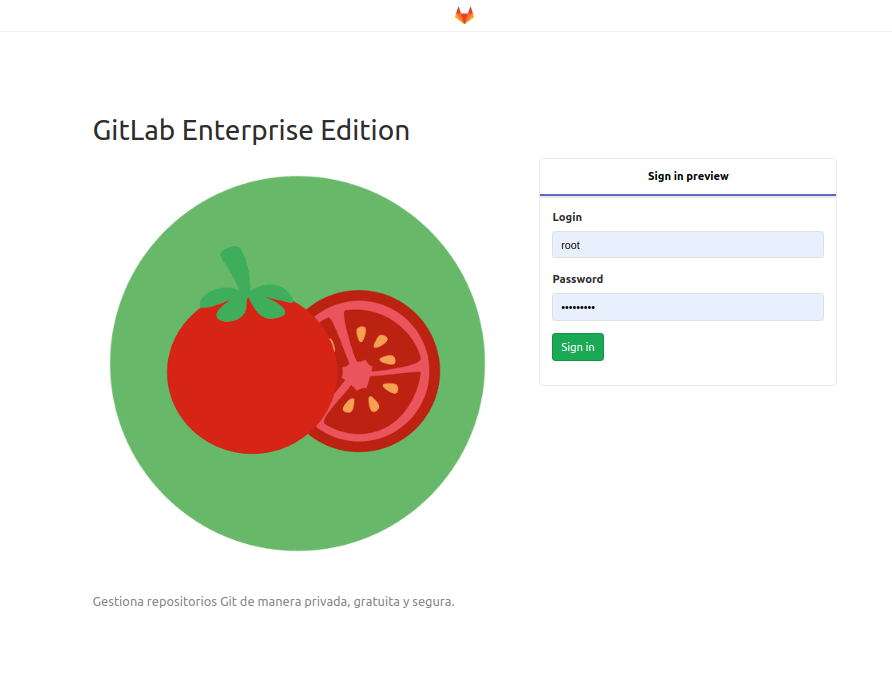 GitLab Enterprise Edition
Sign in preview
Login
root
Password
•••••••••
Sign in
Gestiona repositorios Git de manera privada, gratuita y segura.